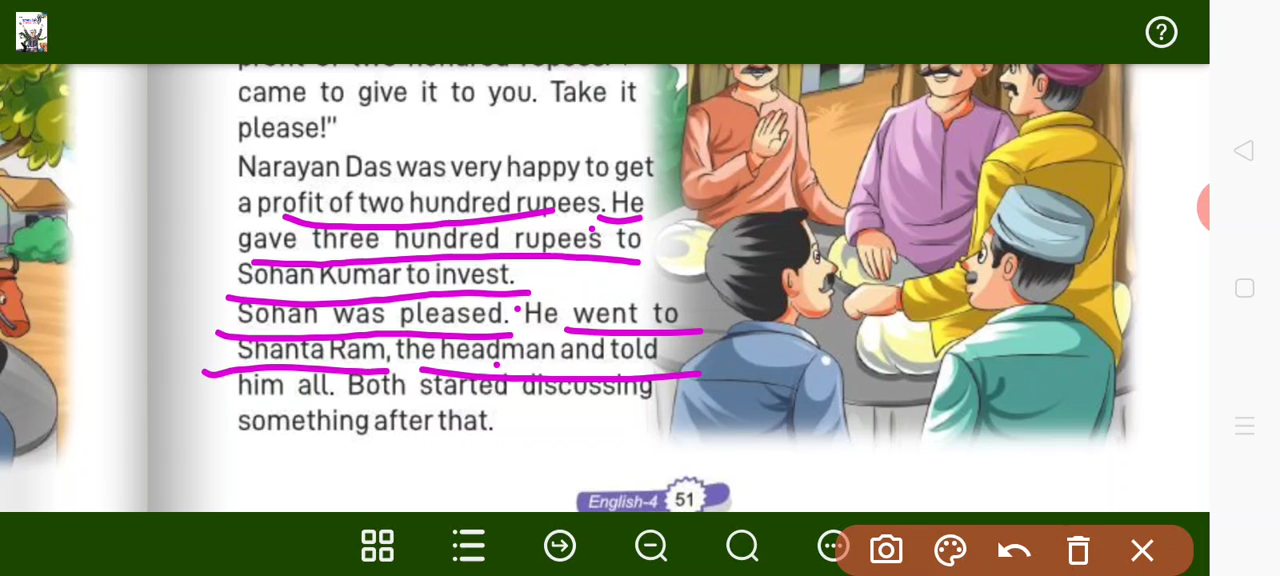 came to give it to you. Take it
please!"
Narayan Das was very happy to get
a profit of two hundred rupees. He
gave three hundred rupees to
Sohan Kumar to invest.
Sohan was pleased. He went to
Shanta Ram, the headman and told
him all. Both started discussing
something after that.
English-4 51